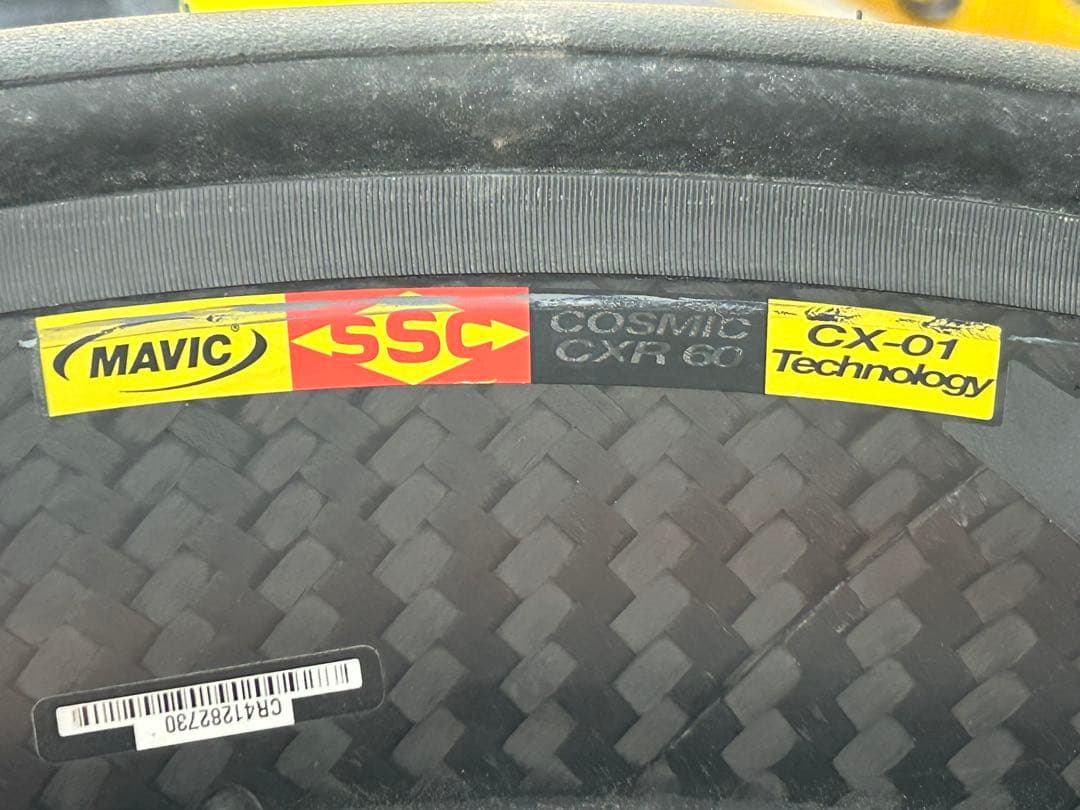 MAVIC®
SSC
COSMIC
CXR 60
CX-01
Technology
CR41282730